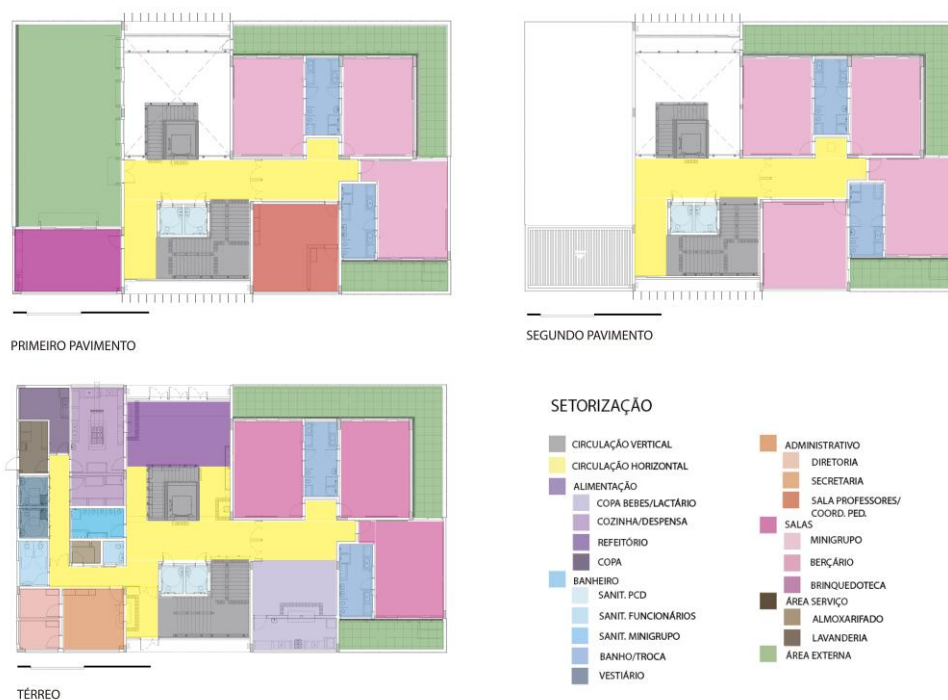 PRIMEIRO PAVIMENTO
SEGUNDO PAVIMENTO
TÉRREO
SETORIZAÇÃO
CIRCULAÇÃO VERTICAL
CIRCULAÇÃO HORIZONTAL
ALIMENTAÇÃO
COPA BEBES/LACTÁRIO
COZINHA/DESPENSA
REFEITÓRIO
COPA
BANHEIRO
SANIT. PCD
SANIT. FUNCIONÁRIOS
SANIT. MINIGRUPO
BANHO/TROCA
VESTIÁRIO
ADMINISTRATIVO
DIRETORIA
SECRETARIA
SALA PROFESSORES/
COORD. PED.
SALAS
MINIGRUPO
BERÇÁRIO
BRINQUEDOTECA
ÁREA SERVIÇO
ALMOXARIFADO
LAVANDERIA
ÁREA EXTERNA